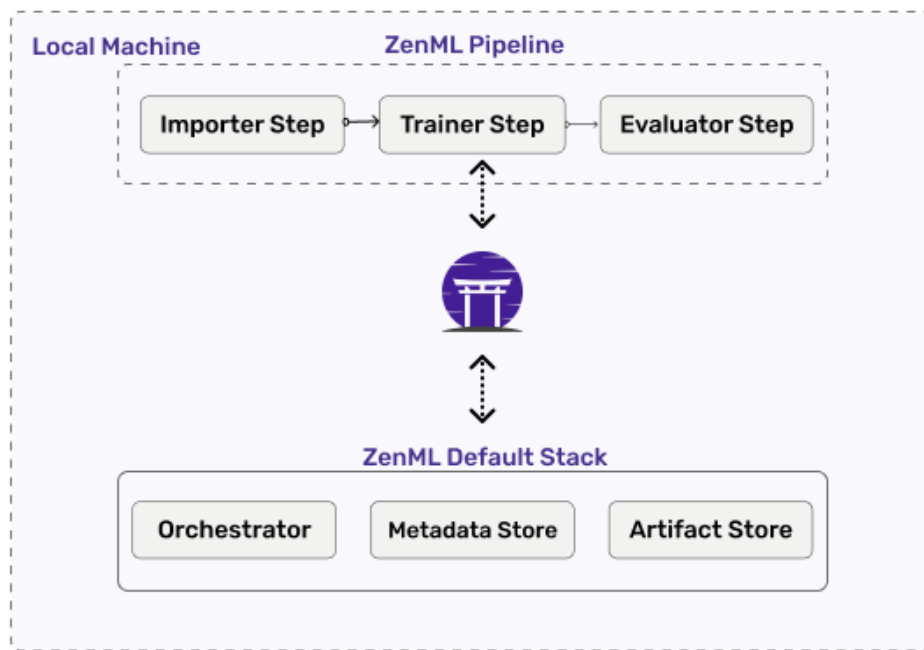 Local Machine
ZenML Pipeline
Importer Step
Trainer Step
Evaluator Step
ZenML Default Stack
Orchestrator
Metadata Store
Artifact Store